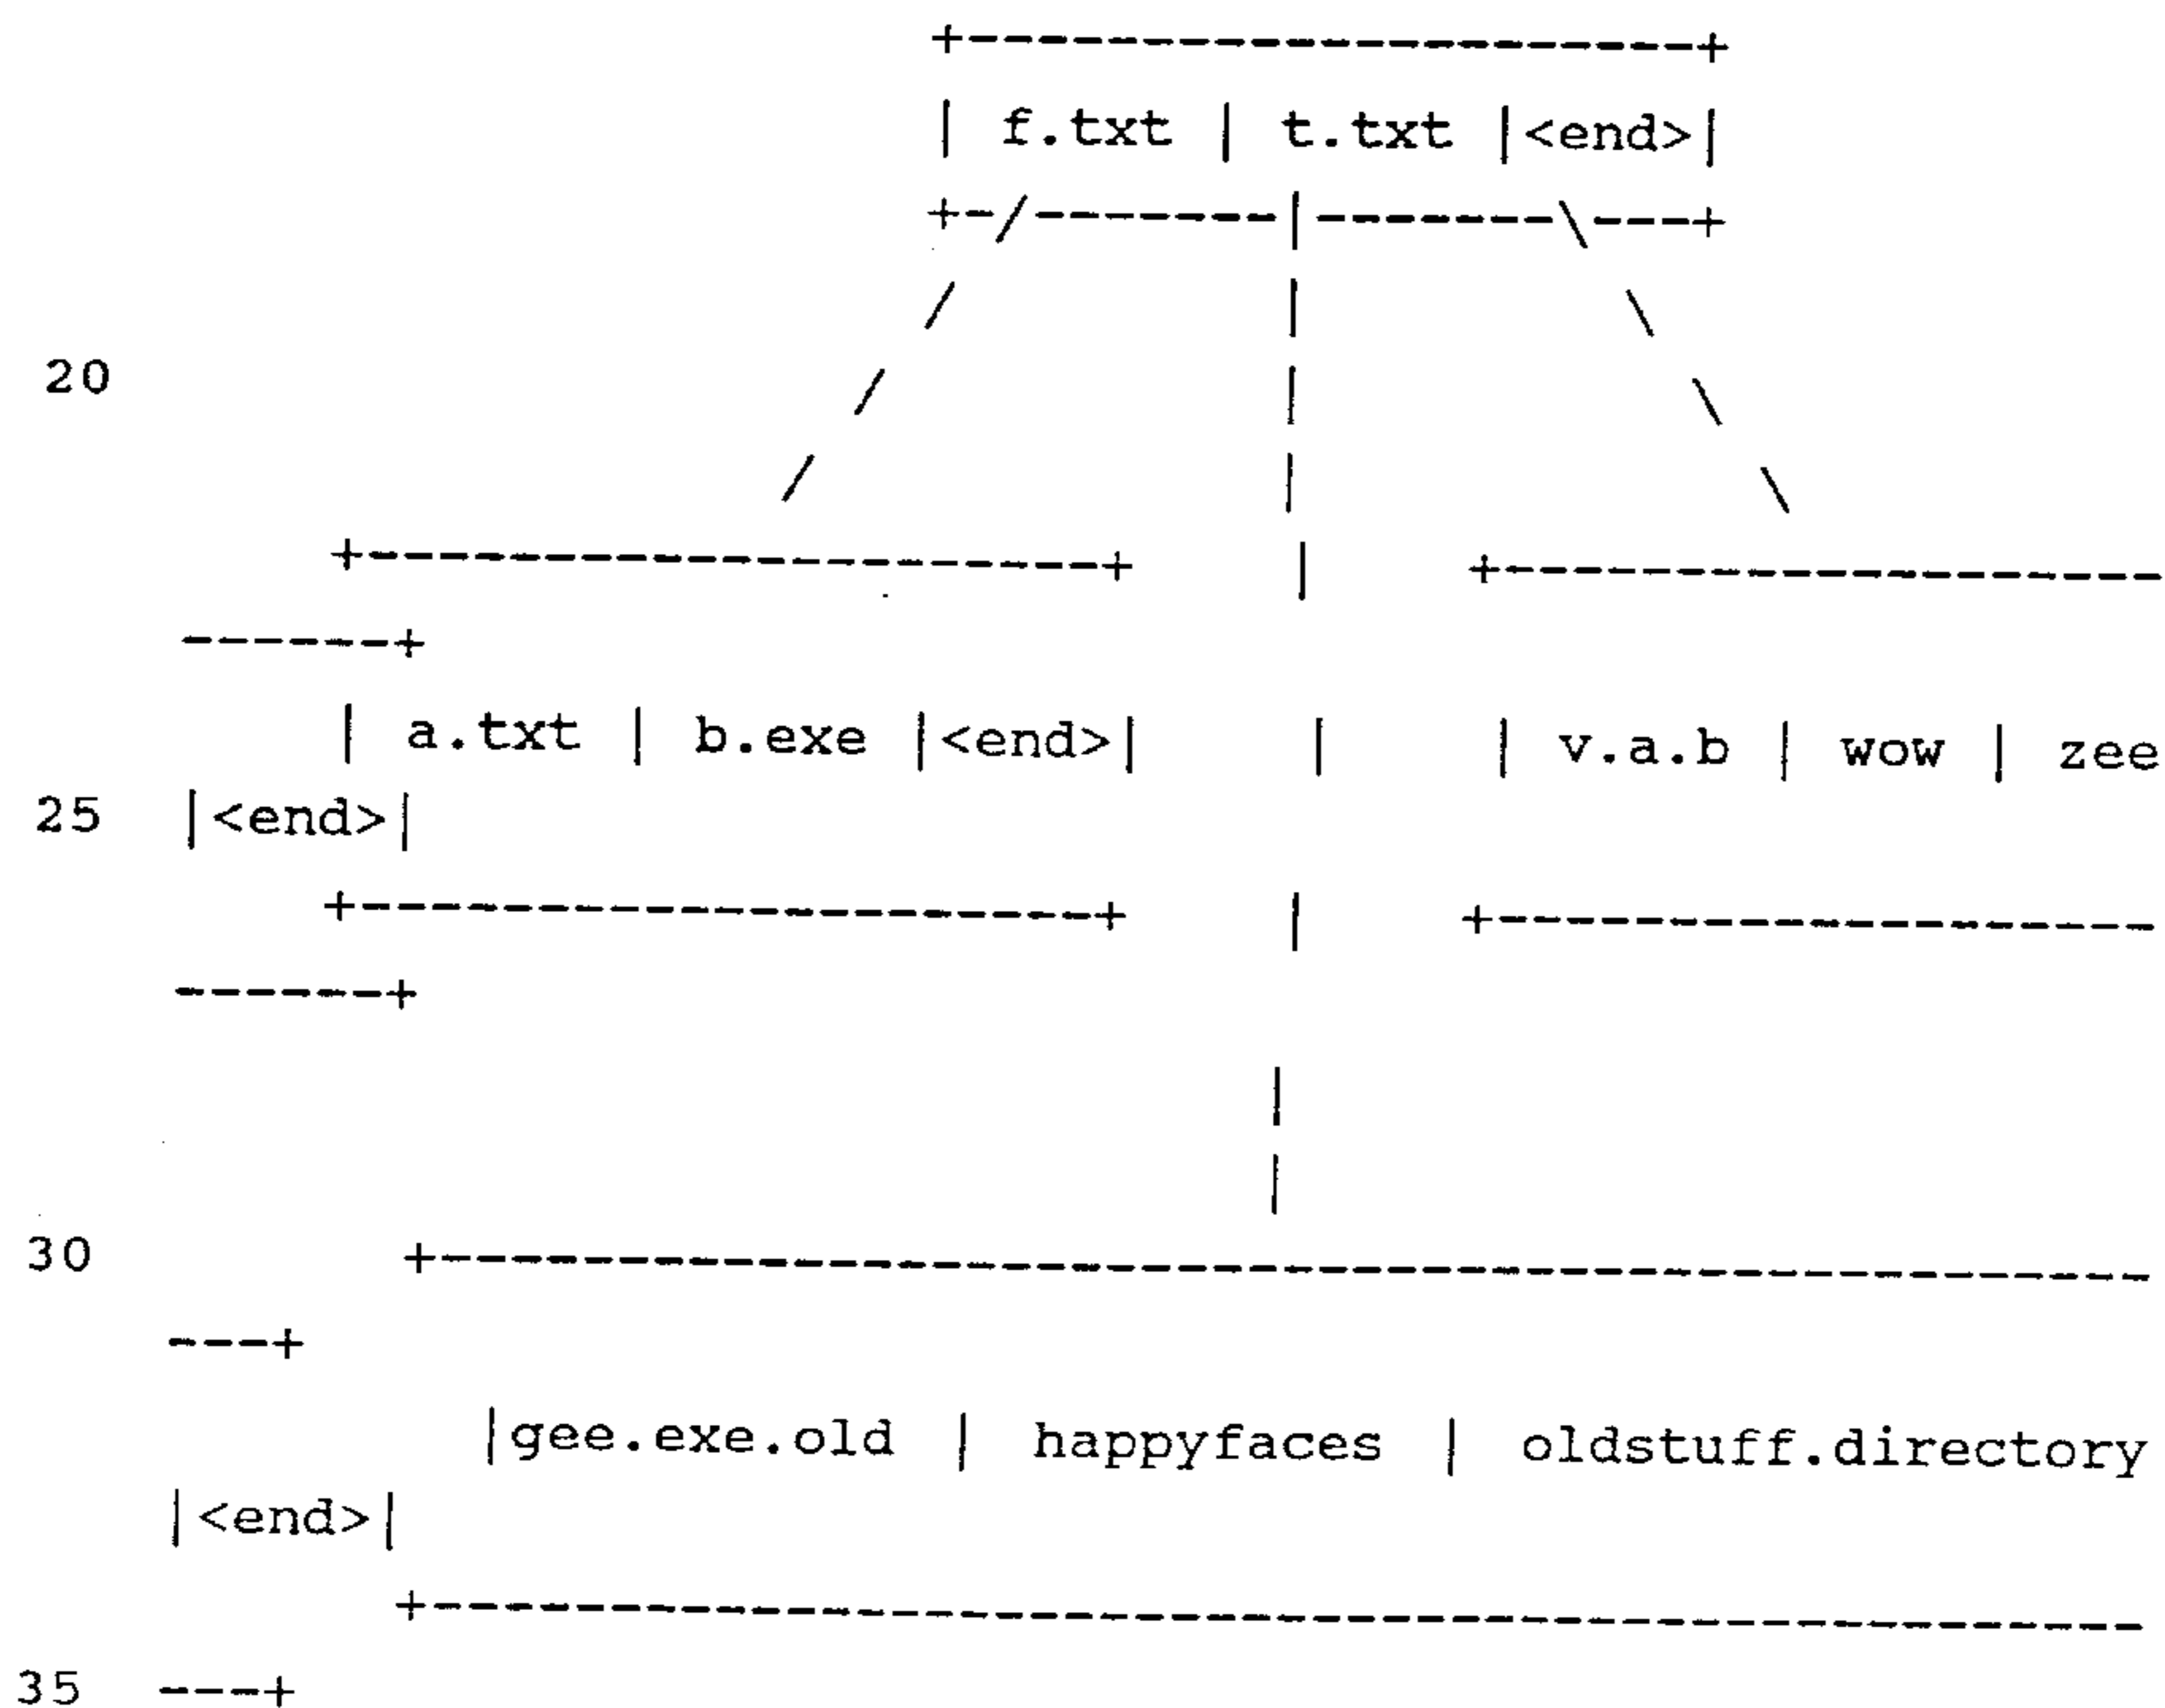 +---------------------+
| f.txt | t.txt |<end>|
+-/-------|-------\----+
/ | \
20 / | \
/ | \
+---------------------+ | +--------------------
-------+
| a.txt | b.exe |<end>| | | v.a.b | wow | zee
25 |<end>|
+---------------------+ | +--------------------
-------+
|
|
30 +--------------------------------------------------
----+
|gee.exe.old | happyfaces | oldstuff.directory
|<end>|
+--------------------------------------------------
35 ----+